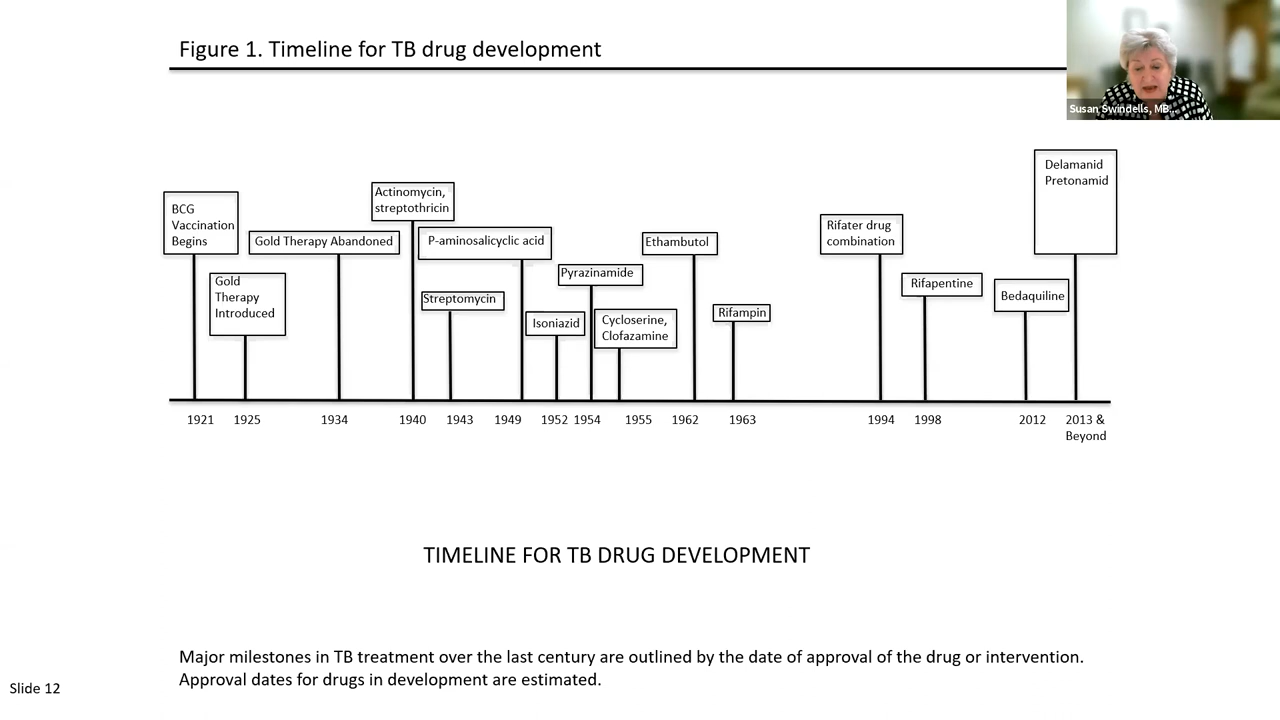 Figure 1. Timeline for TB drug development
Susan Swindells, MB...
BCG
Vaccination
Begins
Gold
Therapy
Introduced
Gold Therapy Abandoned
Actinomycin,
streptothricin
Streptomycin
P-aminosalicyclic acid
Isoniazid
Pyrazinamide
Cycloserine,
Clofazamine
Ethambutol
Rifampin
Rifater drug
combination
Rifapentine
Bedaquiline
Delamanid
Pretonamid
1921 1925 1934 1940 1943 1949 1952 1954 1955 1962 1963 1994 1998 2012 2013 &
Beyond
TIMELINE FOR TB DRUG DEVELOPMENT
Major milestones in TB treatment over the last century are outlined by the date of approval of the drug or intervention.
Approval dates for drugs in development are estimated.
Slide 12